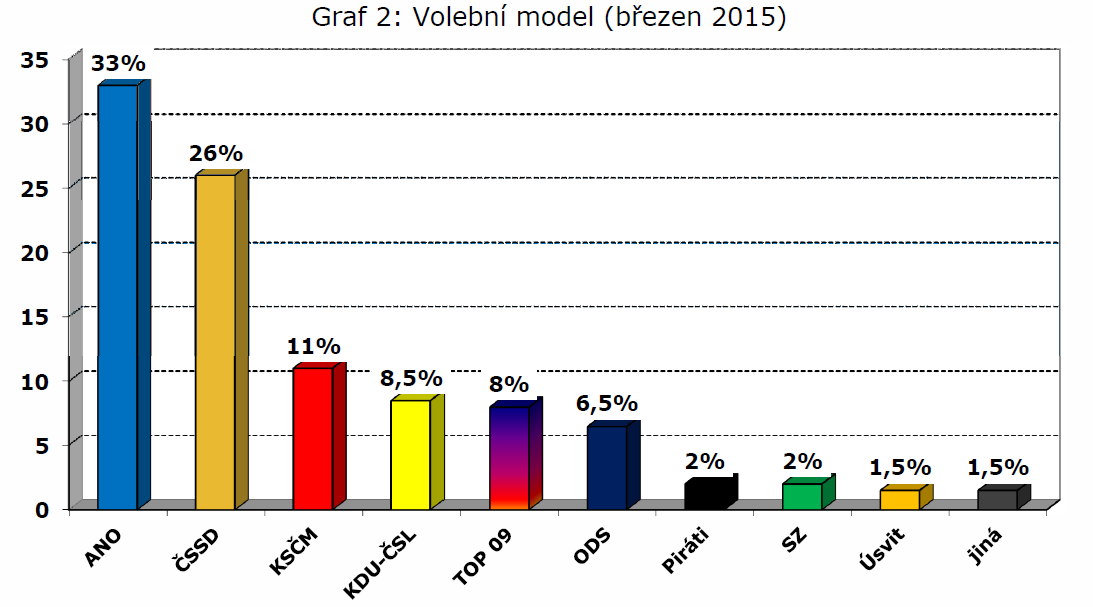 Graf 2: Volební model (březen 2015)
35
30
25
20
15
10
5
0
33%
26%
11%
8,5%
8%
6,5%
2%
2%
1,5%
1,5%
ANO
ČSSD
KSČM
KDU-ČSL
TOP 09
ODS
Piráti
SZ
Úsvit
jiná